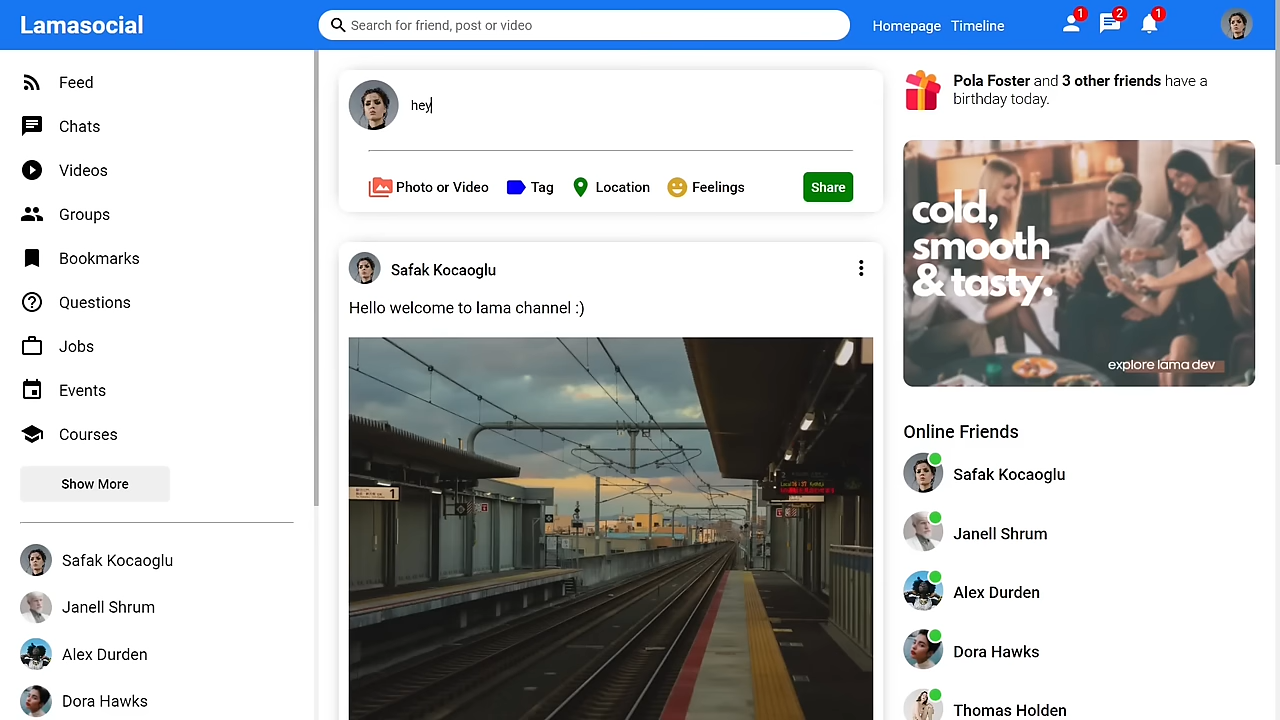 Lamasocial
Search for friend, post or video
Homepage Timeline
1
2
1
Feed
Chats
Videos
Groups
Bookmarks
Questions
Jobs
Events
Courses
Show More
Safak Kocaoglu
Janell Shrum
Alex Durden
Dora Hawks
hey
Photo or Video
Tag
Location
Feelings
Share
Safak Kocaoglu
Hello welcome to lama channel :)
1
Pola Foster and 3 other friends have a
birthday today.
cold,
smooth
& tasty.
explore lama dev
Online Friends
Safak Kocaoglu
Janell Shrum
Alex Durden
Dora Hawks
Thomas Holden